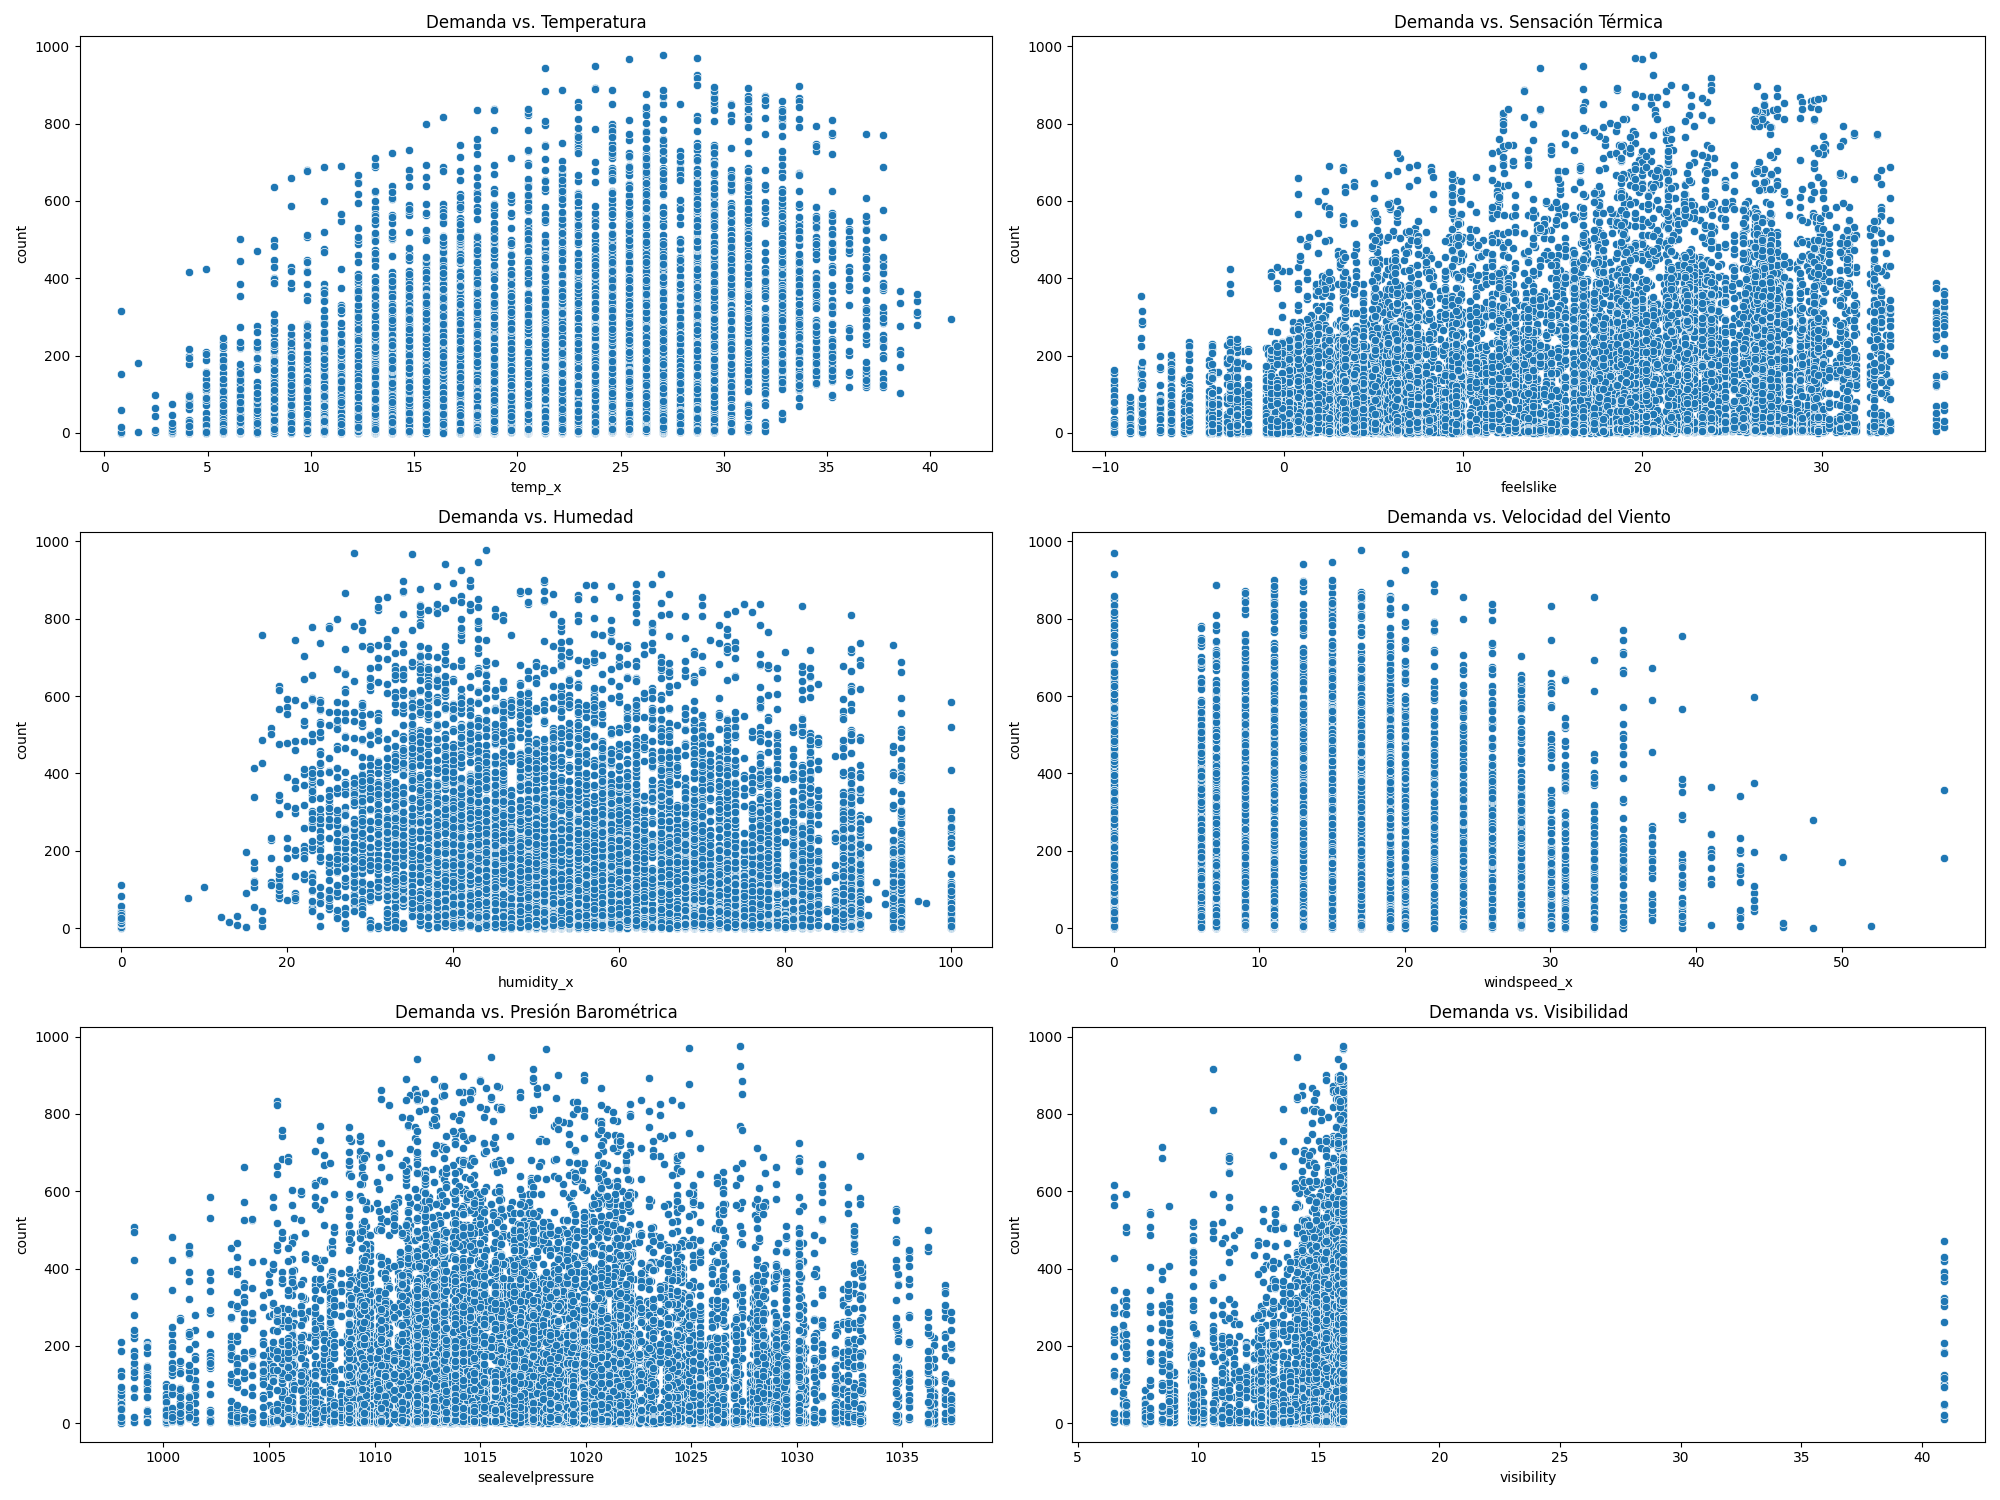 Demanda vs. Temperatura
count
1000
800
600
400
200
0
0 5 10 15 20 25 30 35 40
temp_x
Demanda vs. Sensación Térmica
count
1000
800
600
400
200
0
−10 0 10 20 30
feelslike
Demanda vs. Humedad
count
1000
800
600
400
200
0
0 20 40 60 80 100
humidity_x
Demanda vs. Velocidad del Viento
count
1000
800
600
400
200
0
0 10 20 30 40 50
windspeed_x
Demanda vs. Presión Barométrica
count
1000
800
600
400
200
0
1000 1005 1010 1015 1020 1025 1030 1035
sealevelpressure
Demanda vs. Visibilidad
count
1000
800
600
400
200
0
5 10 15 20 25 30 35 40
visibility